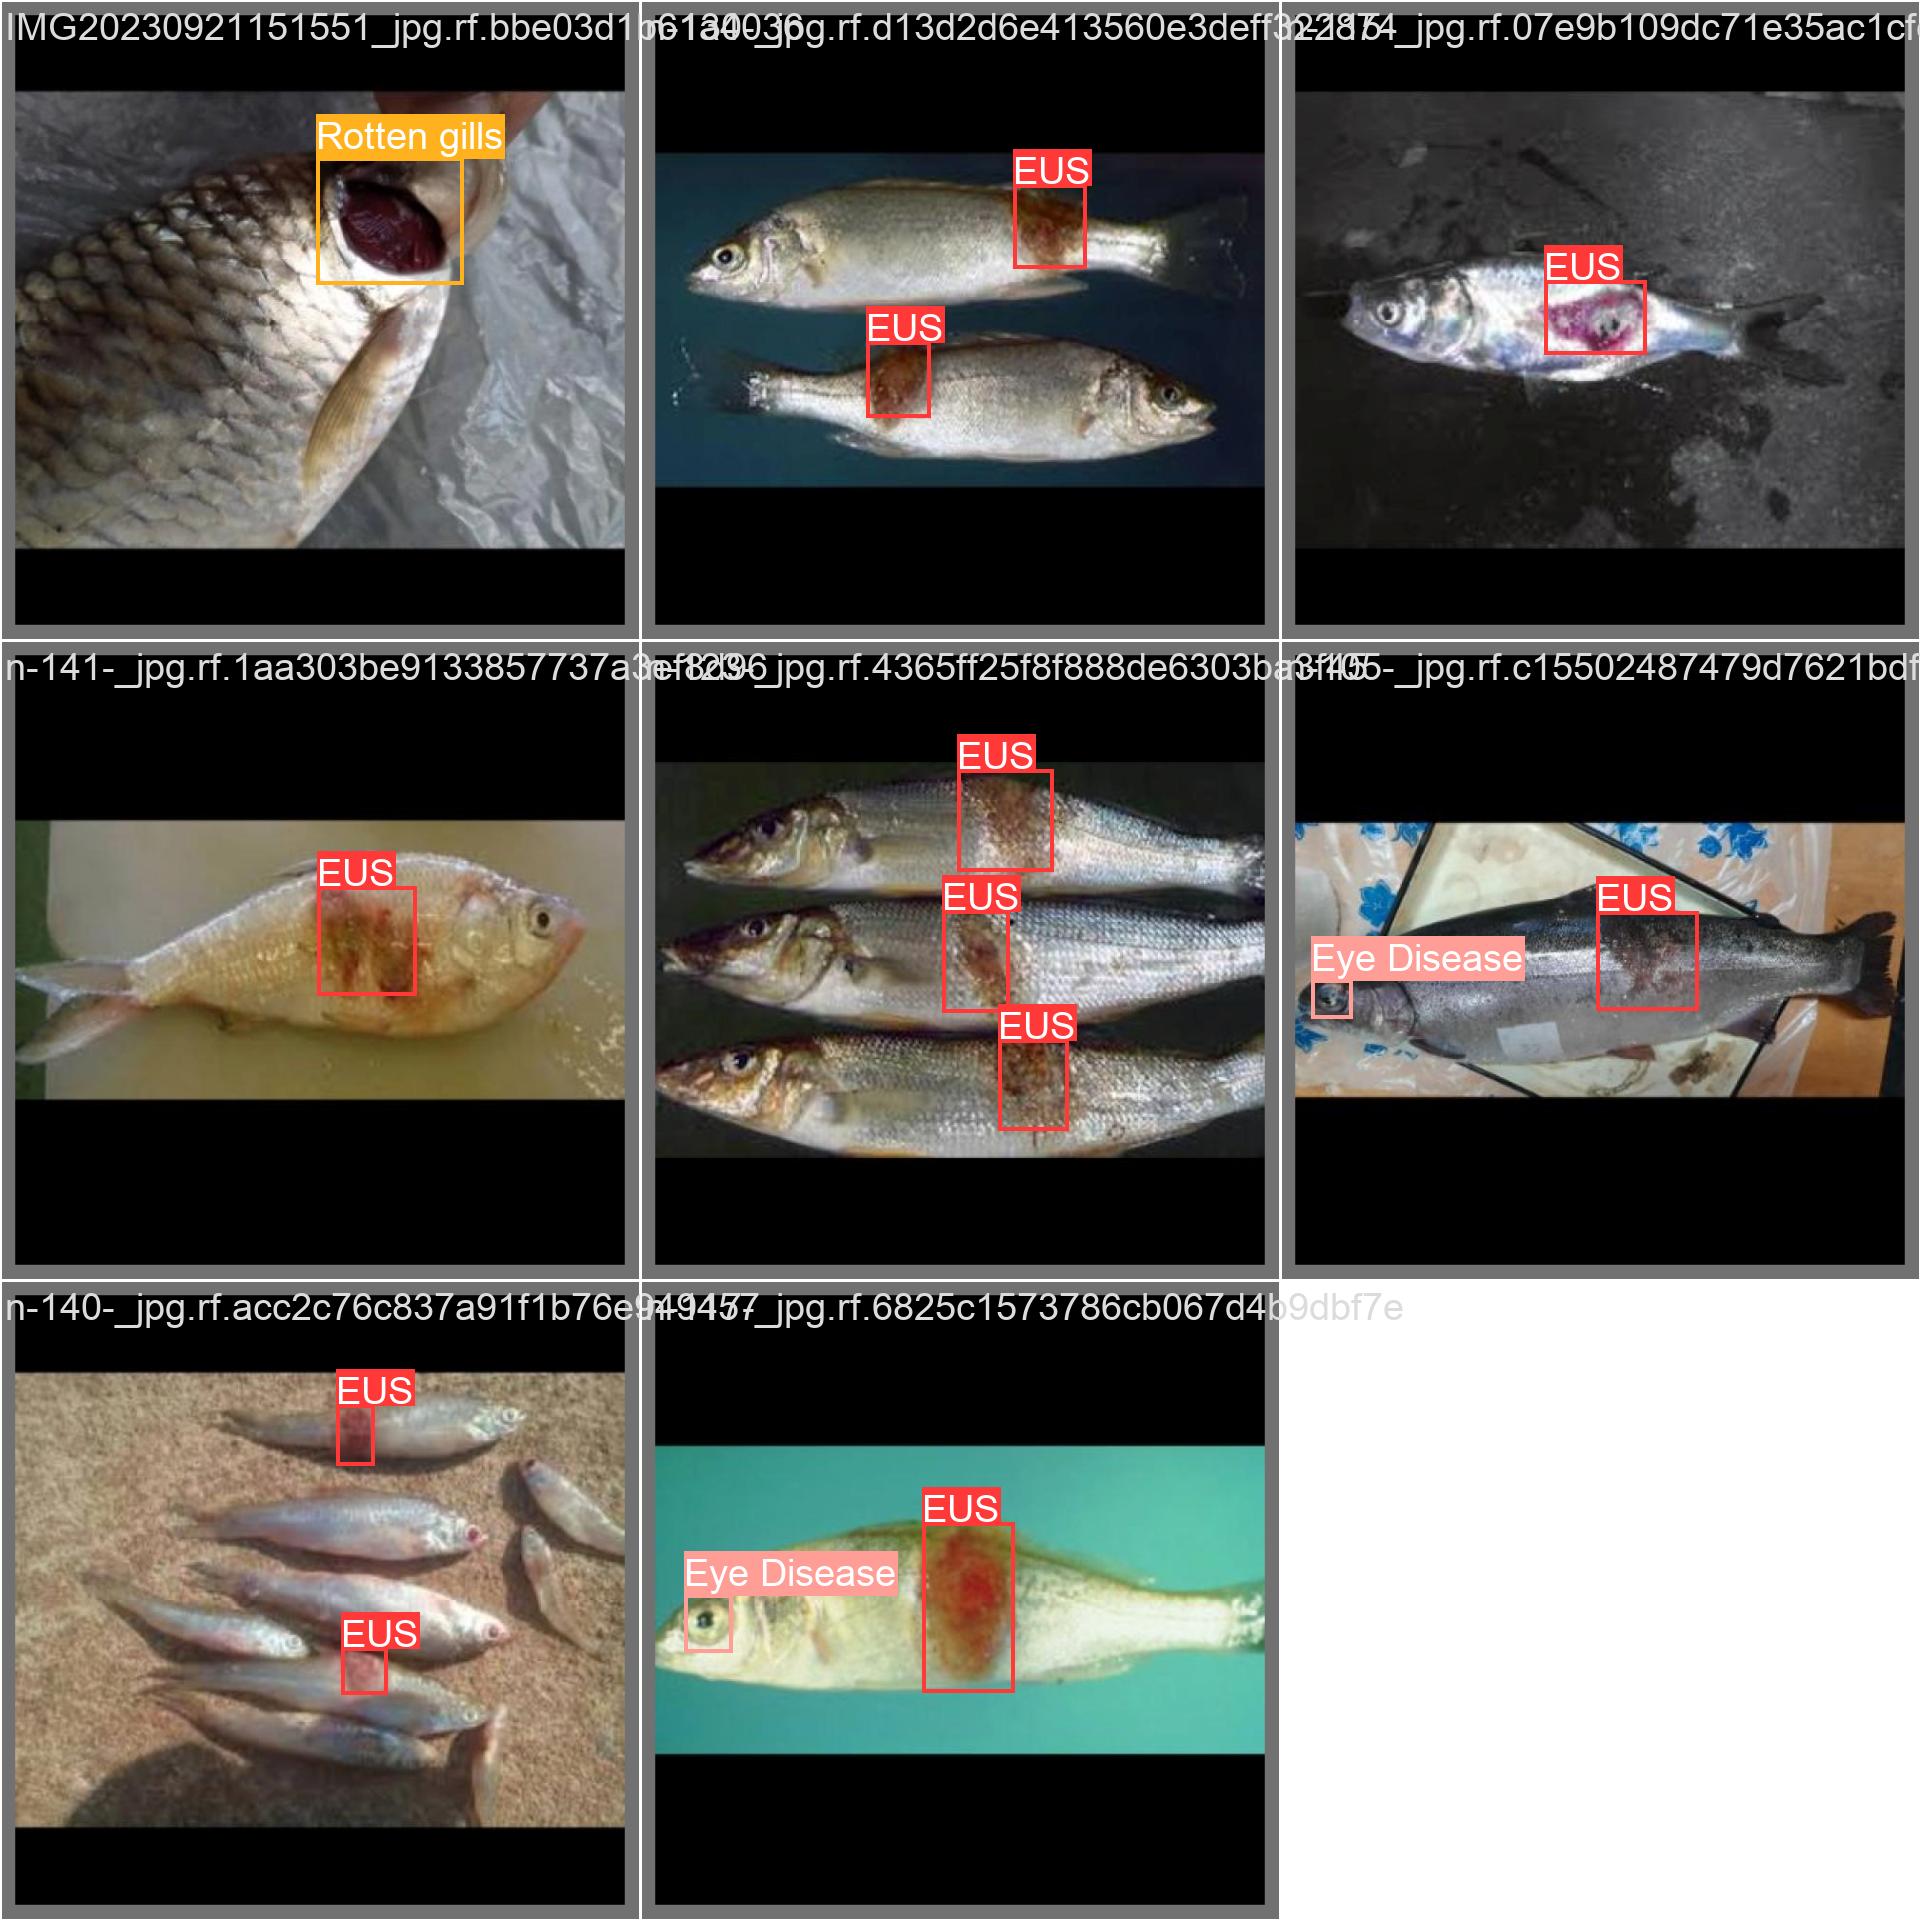 IMG20230921151551_jpg.rf.bbe03d1
_jpg.rf.d13d2d6e413560e3deff
_jpg.rf.07e9b109dc71e35ac1cf
Rotten gills
EUS
EUS
EUS
n-141-_jpg.rf.1aa303be9133857737a
_jpg.rf.4365ff25f8f888de6303ba
_jpg.rf.c15502487479d7621bdf
EUS
EUS
EUS
EUS
EUS
Eye Disease
n-140-_jpg.rf.acc2c76c837a91f1b76e
_jpg.rf.6825c1573786cb067d4b9dbf7e
EUS
EUS
EUS
Eye Disease